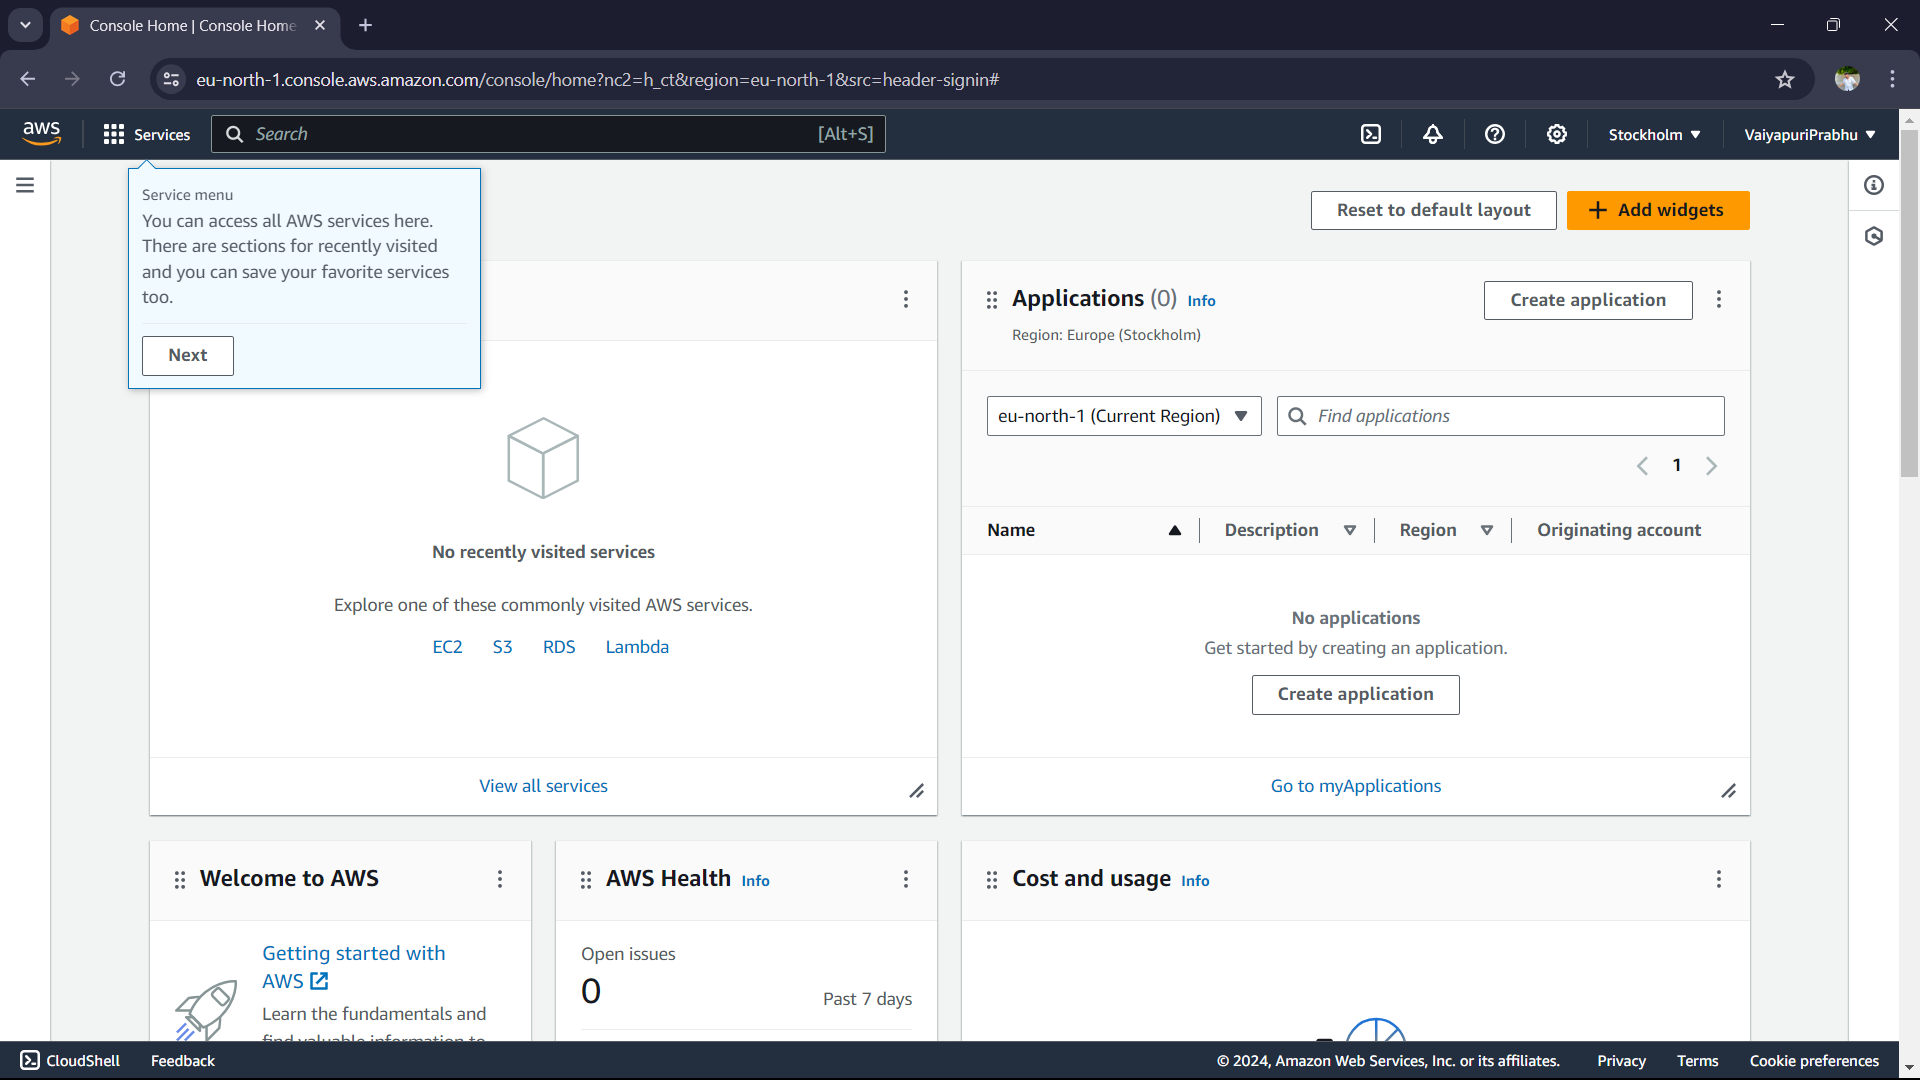 Console Home | Console Home
eu-north-1.console.aws.amazon.com/console/home?nc2=h_ct&region=eu-north-1&src=header-signin#
aws
Services
Search
[Alt+S]
Stockholm
VaiyapuriPrabhu
Service menu
You can access all AWS services here.
There are sections for recently visited
and you can save your favorite services
too.
Next
Reset to default layout
Add widgets
No recently visited services
Explore one of these commonly visited AWS services.
EC2 S3 RDS Lambda
View all services
Applications (0) Info
Region: Europe (Stockholm)
Create application
eu-north-1 (Current Region)
Find applications
1
Name Description Region Originating account
No applications
Get started by creating an application.
Create application
Go to myApplications
Welcome to AWS
Getting started with
AWS
Learn the fundamentals and
find valuable information to
AWS Health Info
Open issues
0
Past 7 days
Cost and usage Info
CloudShell
Feedback
© 2024, Amazon Web Services, Inc. or its affiliates.
Privacy
Terms
Cookie preferences